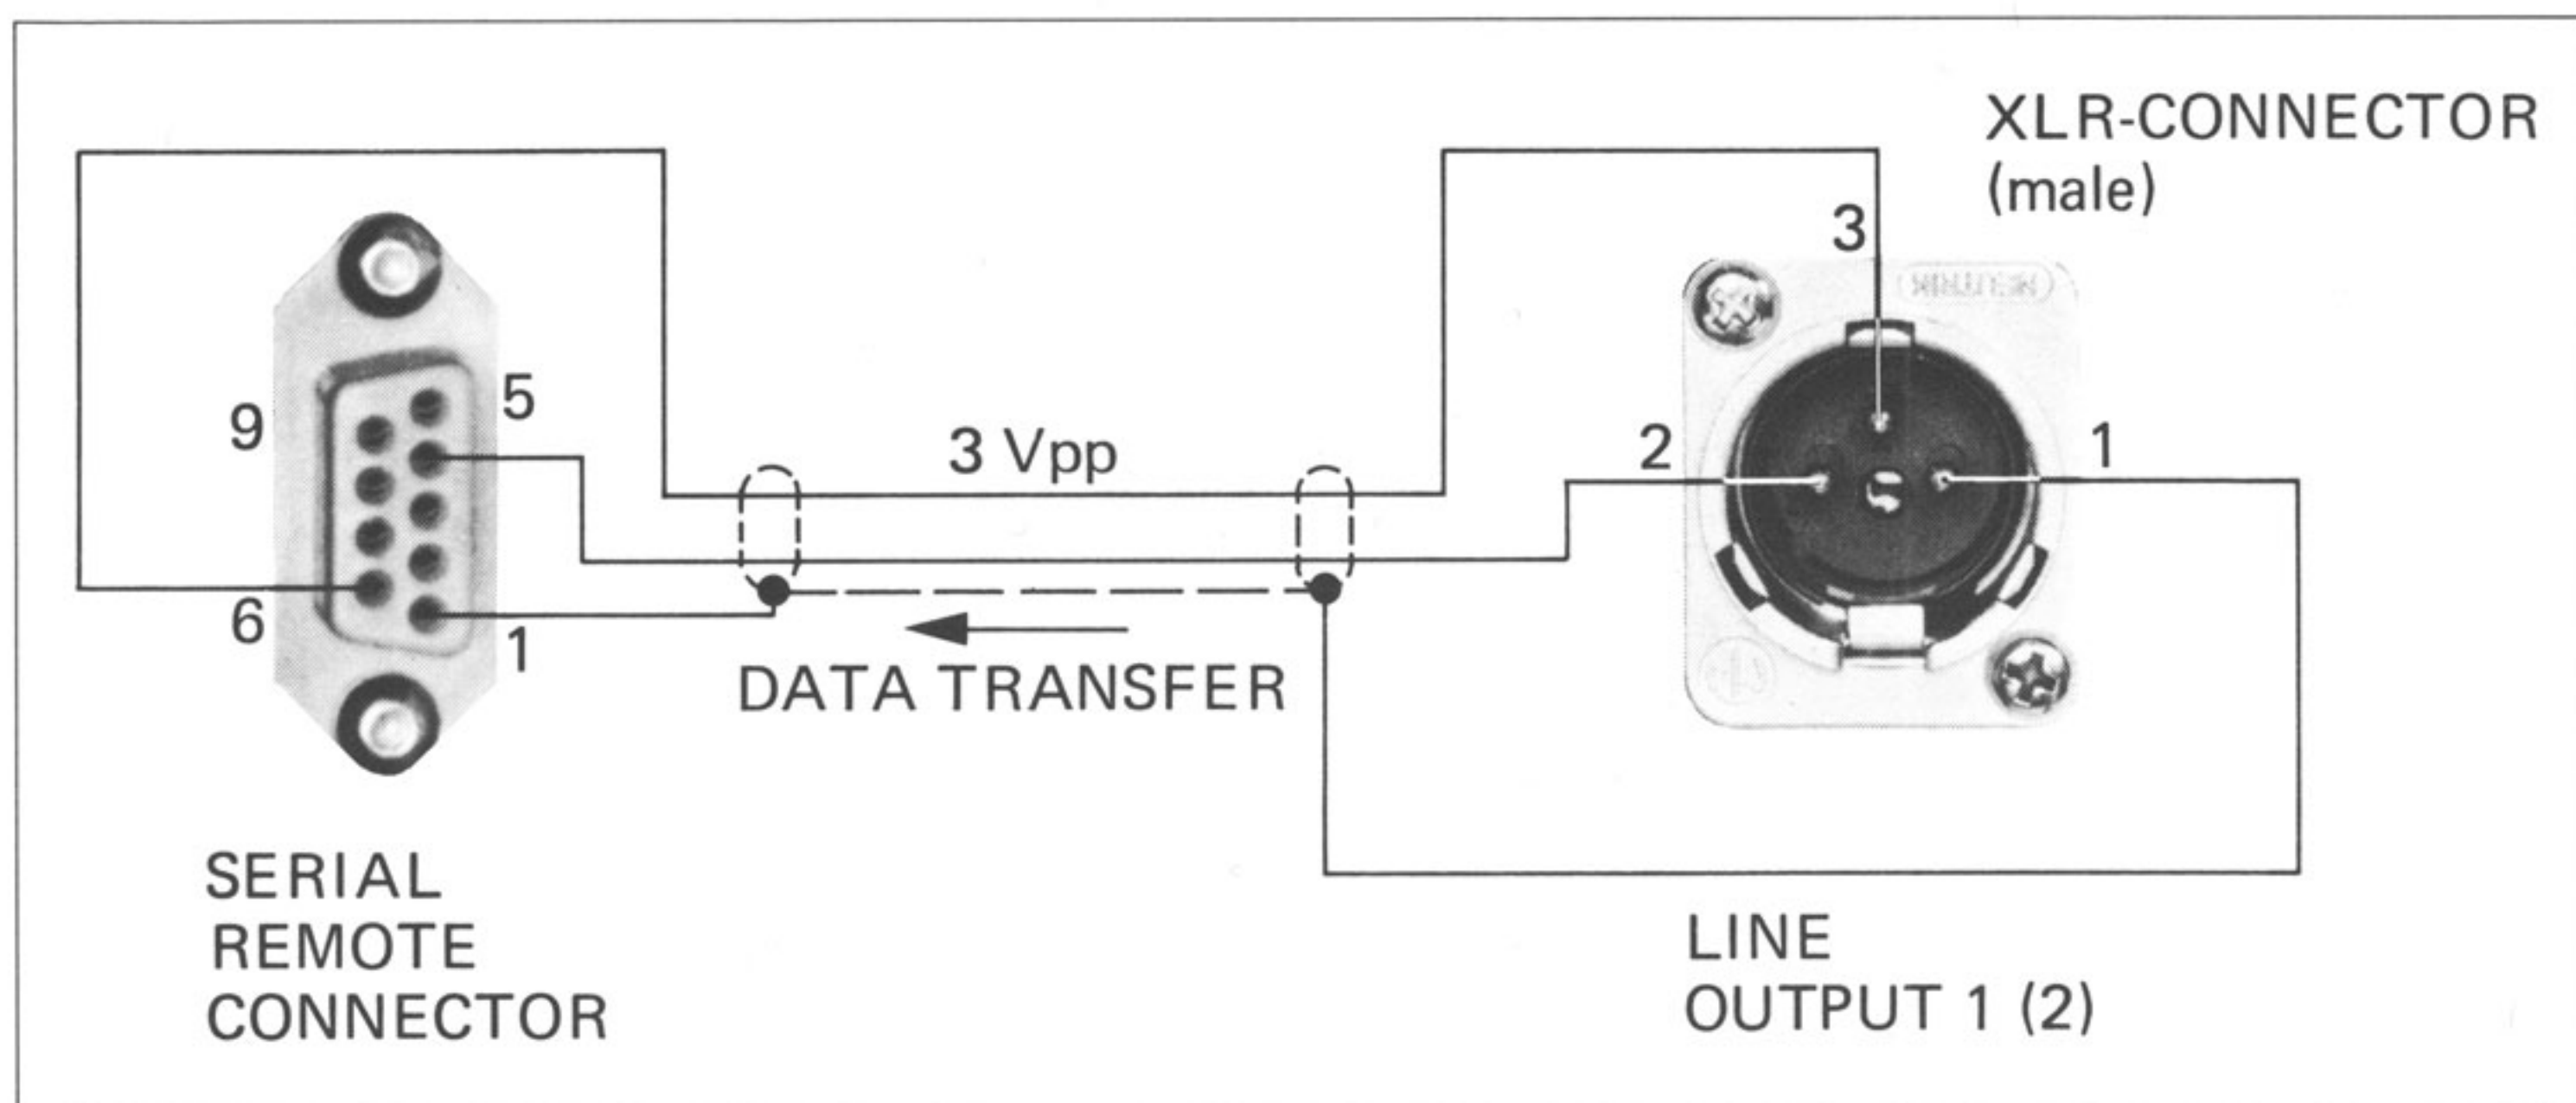 XLR-CONNECTOR
(male)
3
NEUTRIK
9
5
3 Vpp
2
1
6
1
DATA TRANSFER
SERIAL
REMOTE
CONNECTOR
LINE
OUTPUT 1 (2)